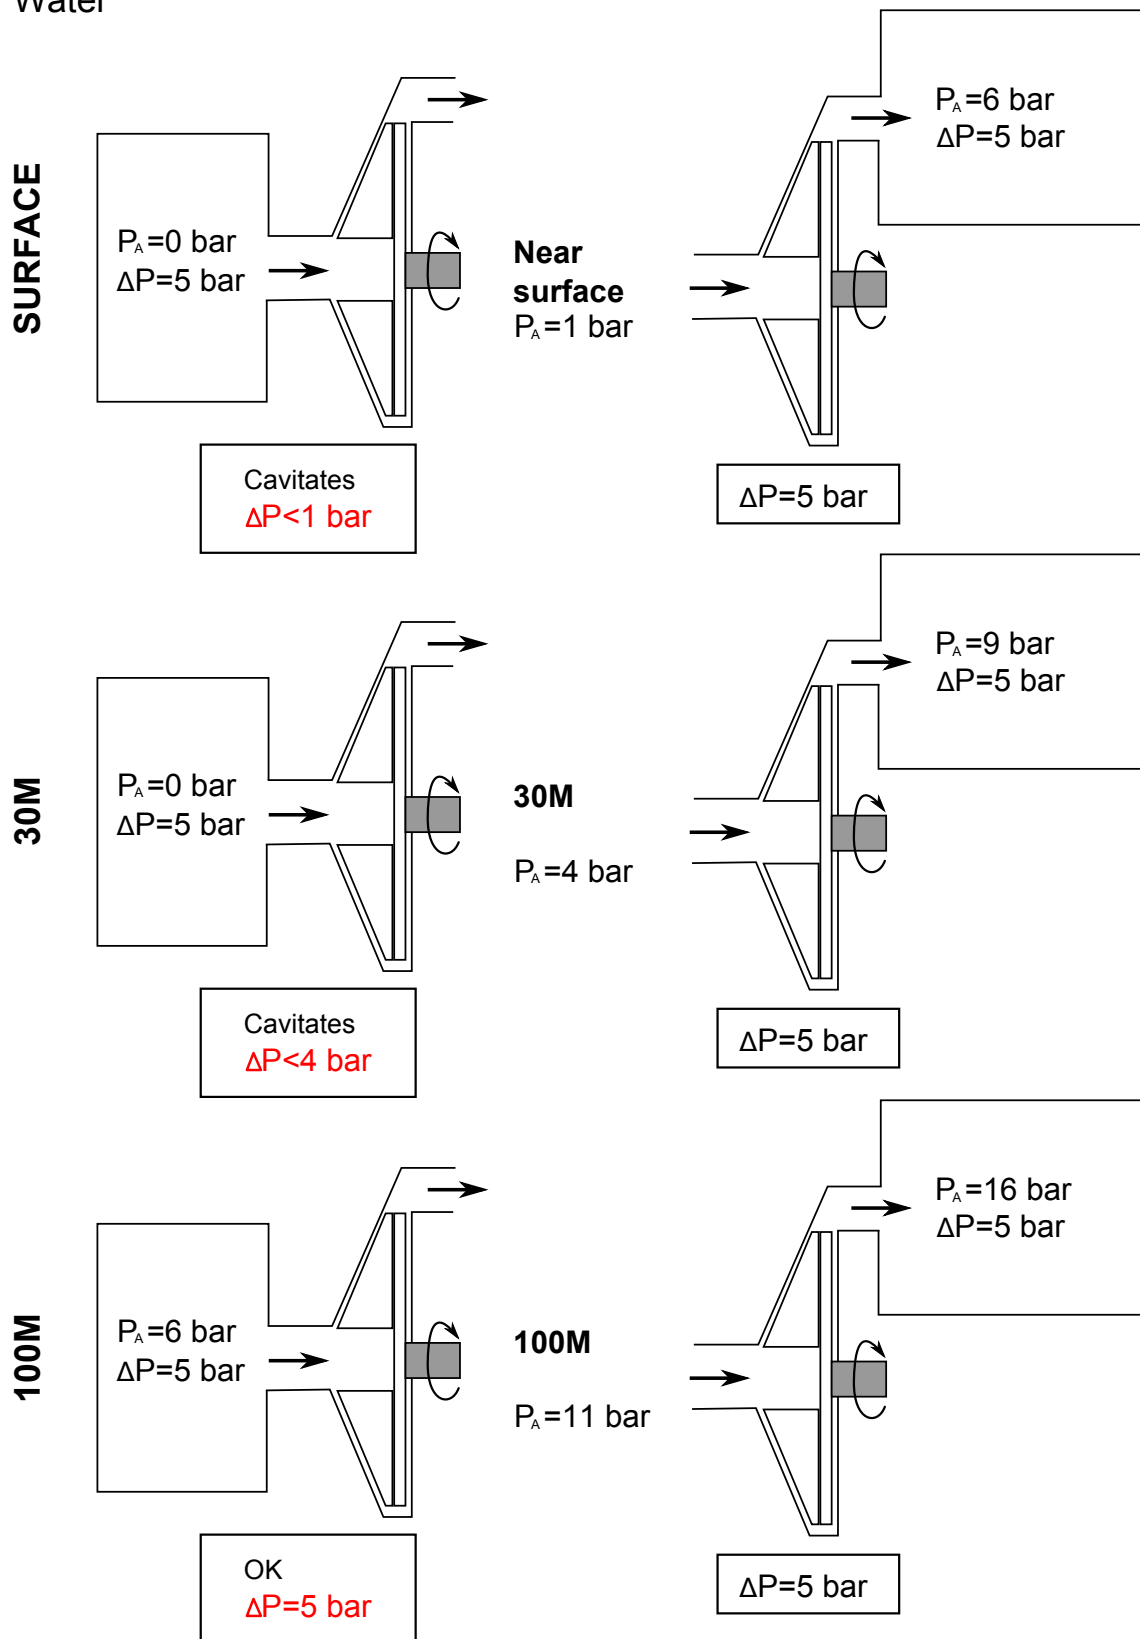 Water
SURFACE
PA=0 bar
ΔP=5 bar
Cavitates
ΔP<1 bar
Near
surface
PA=1 bar
PA=6 bar
ΔP=5 bar
ΔP=5 bar
30M
PA=0 bar
ΔP=5 bar
Cavitates
ΔP<4 bar
30M
PA=4 bar
PA=9 bar
ΔP=5 bar
ΔP=5 bar
100M
PA=6 bar
ΔP=5 bar
OK
ΔP=5 bar
100M
PA=11 bar
PA=16 bar
ΔP=5 bar
ΔP=5 bar